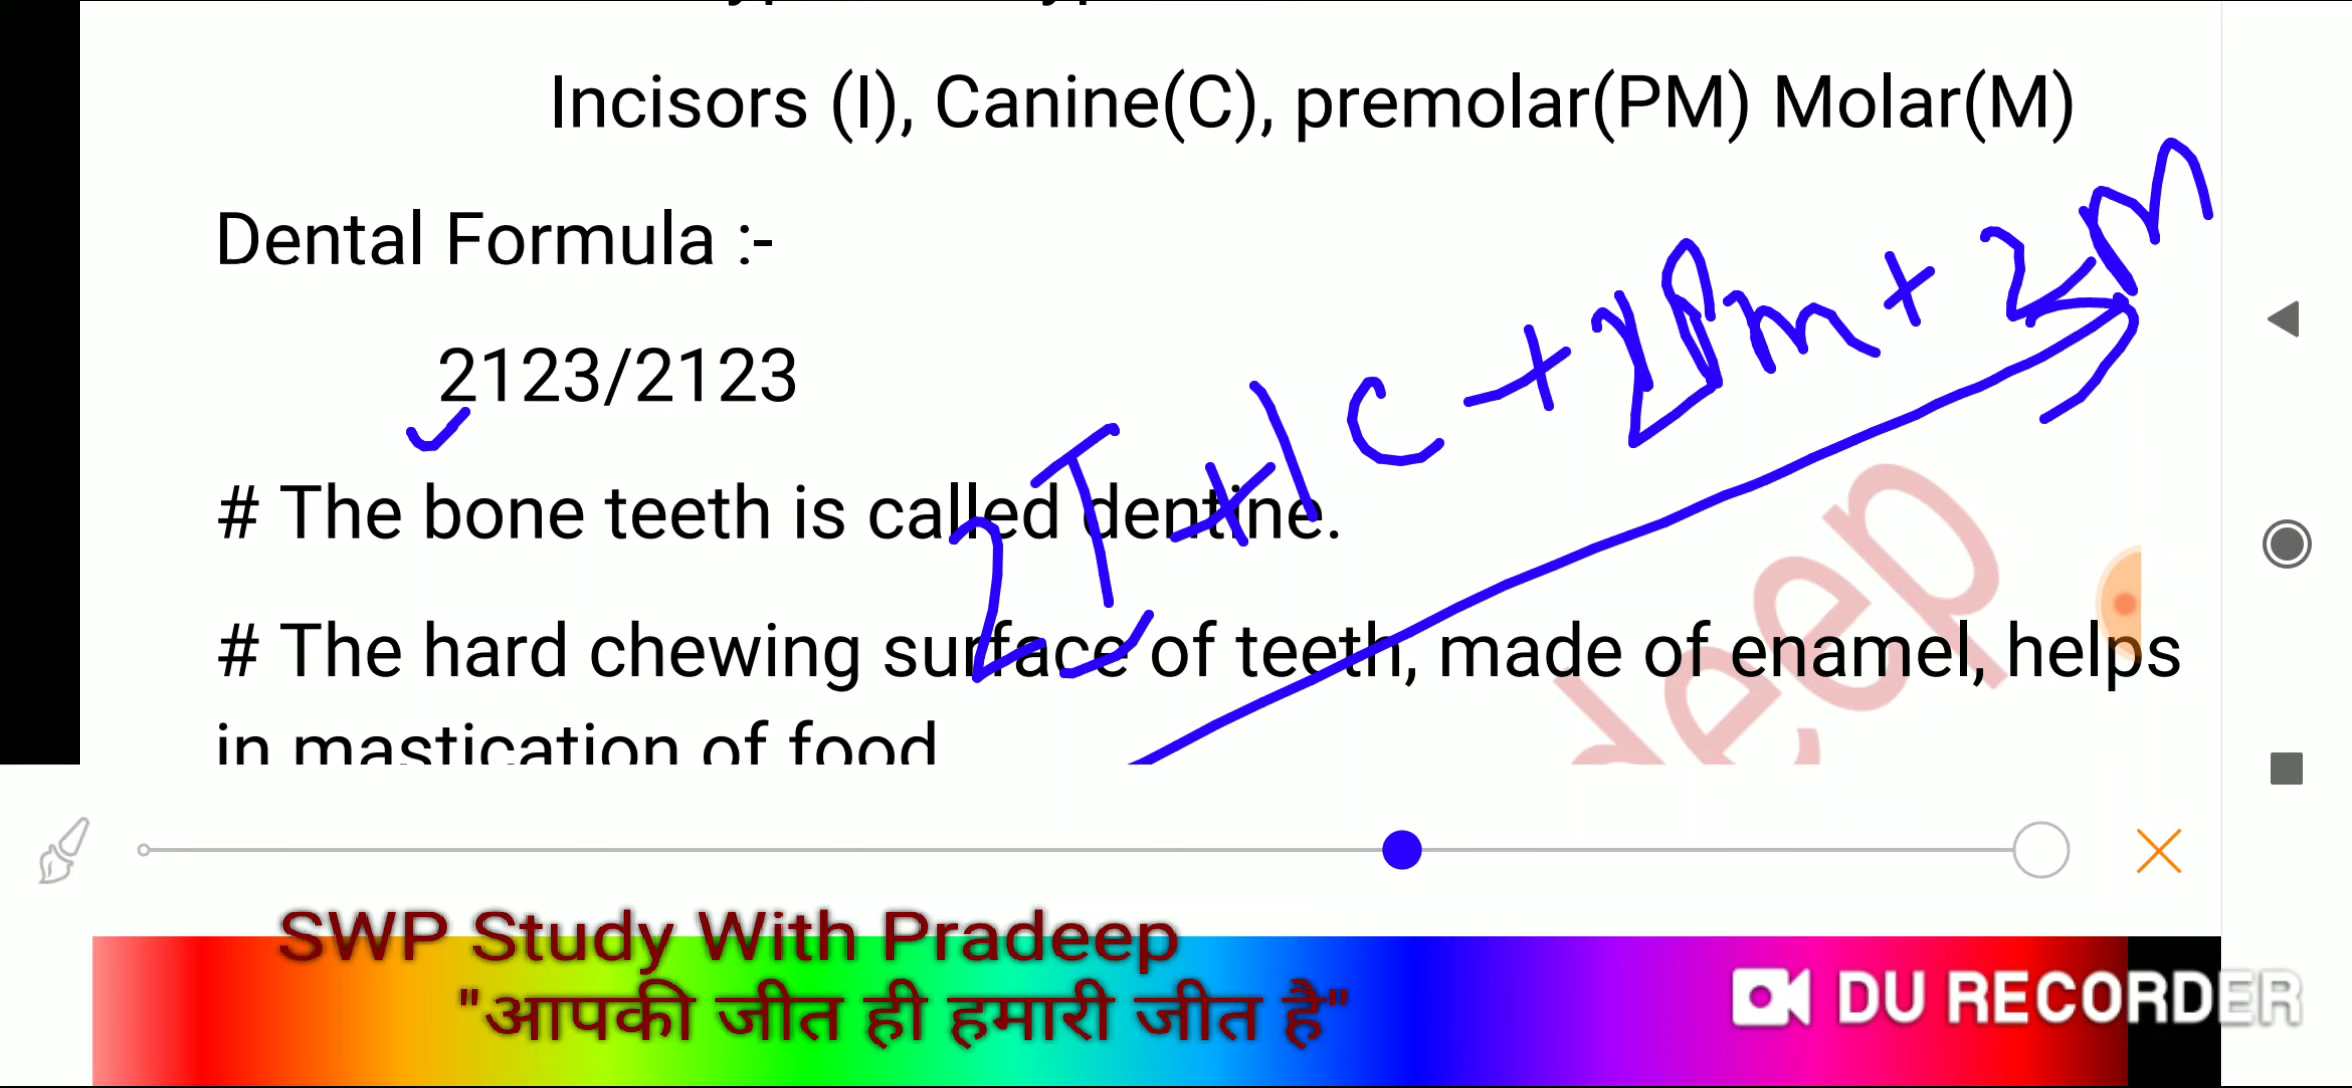 Incisors (I), Canine(C), premolar(PM) Molar(M)
Dental Formula :-
2123/2123
2I+1C+2Pm+3m
# The bone teeth is called dentine.
# The hard chewing surface of teeth, made of enamel, helps
in mastication of food
deep
SWP Study With Pradeep
"आपकी जीत ही हमारी जीत है"
DU RECORDER